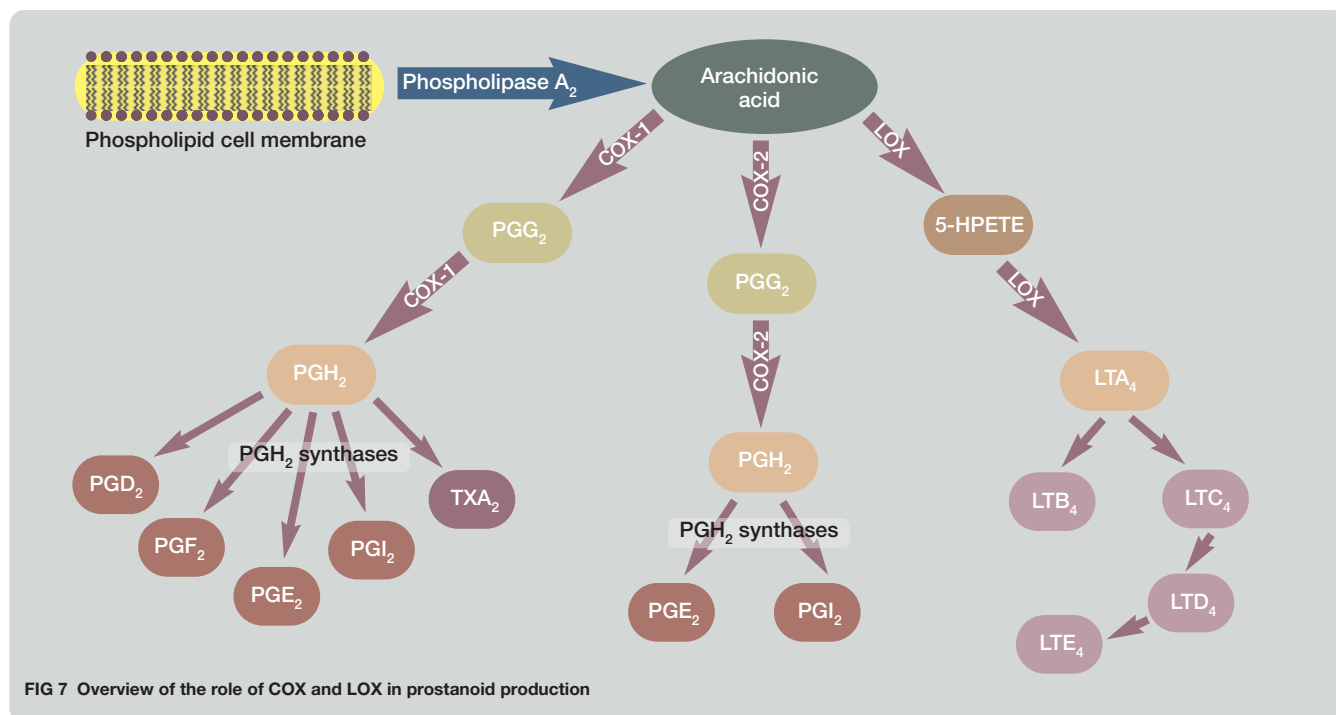 Phospholipase A₂
Arachidonic
acid
Phospholipid cell membrane
COX-1
COX-2
LOX
PGG₂
5-HPETE
PGG₂
COX-1
COX-2
LOX
PGH₂
LTA₄
PGH₂ synthases
PGH₂
PGD₂
TXA₂
LTB₄
LTC₄
PGF₂
PGI₂
PGH₂ synthases
PGE₂
PGE₂
PGI₂
LTD₄
LTE₄
FIG 7 Overview of the role of COX and LOX in prostanoid production